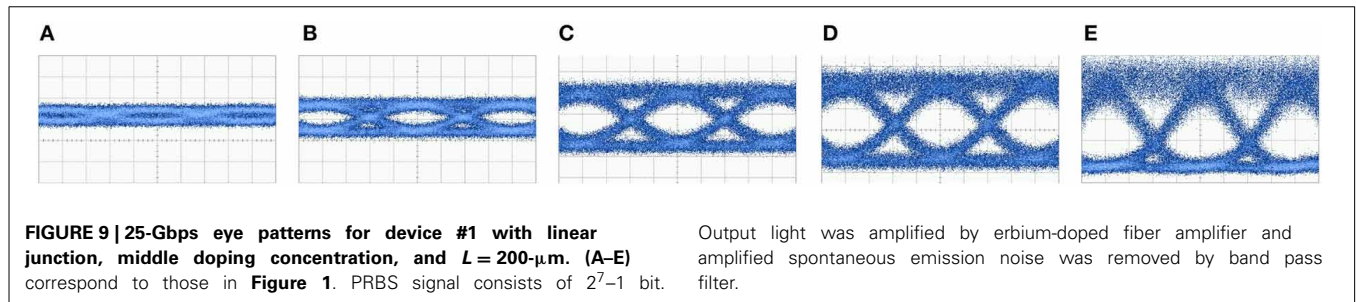 A
B
C
D
E
FIGURE 9 | 25-Gbps eye patterns for device #1 with linear
junction, middle doping concentration, and L = 200-μm. (A–E)
correspond to those in Figure 1. PRBS signal consists of 2⁷–1 bit.
Output light was amplified by erbium-doped fiber amplifier and
amplified spontaneous emission noise was removed by band pass
filter.